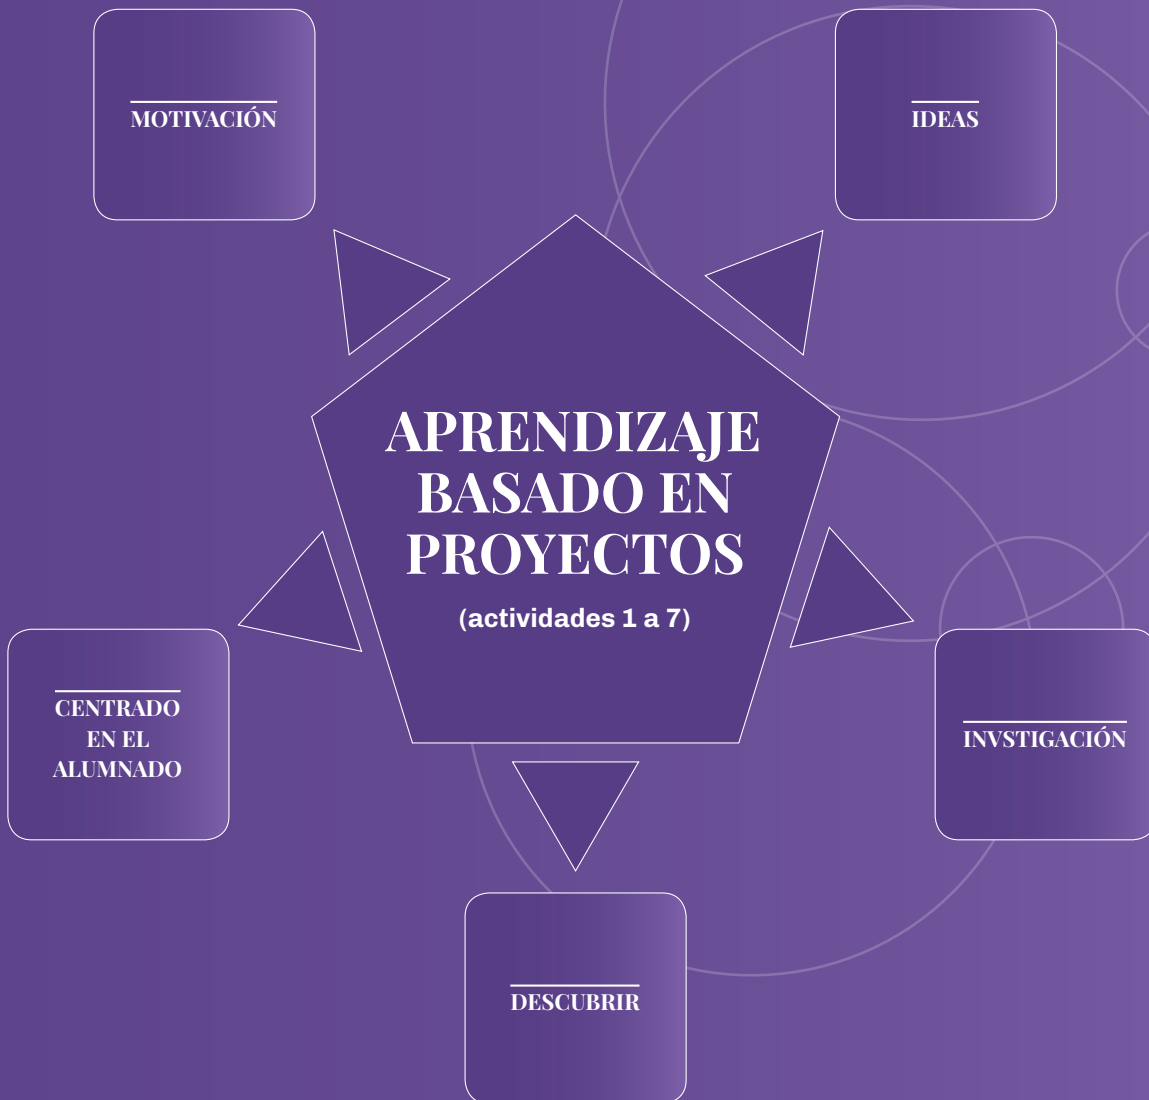 MOTIVACIÓN
IDEAS
APRENDIZAJE
BASADO EN
PROYECTOS
(actividades 1 a 7)
CENTRADO
EN EL
ALUMNADO
INVSTIGACIÓN
DESCUBRIR